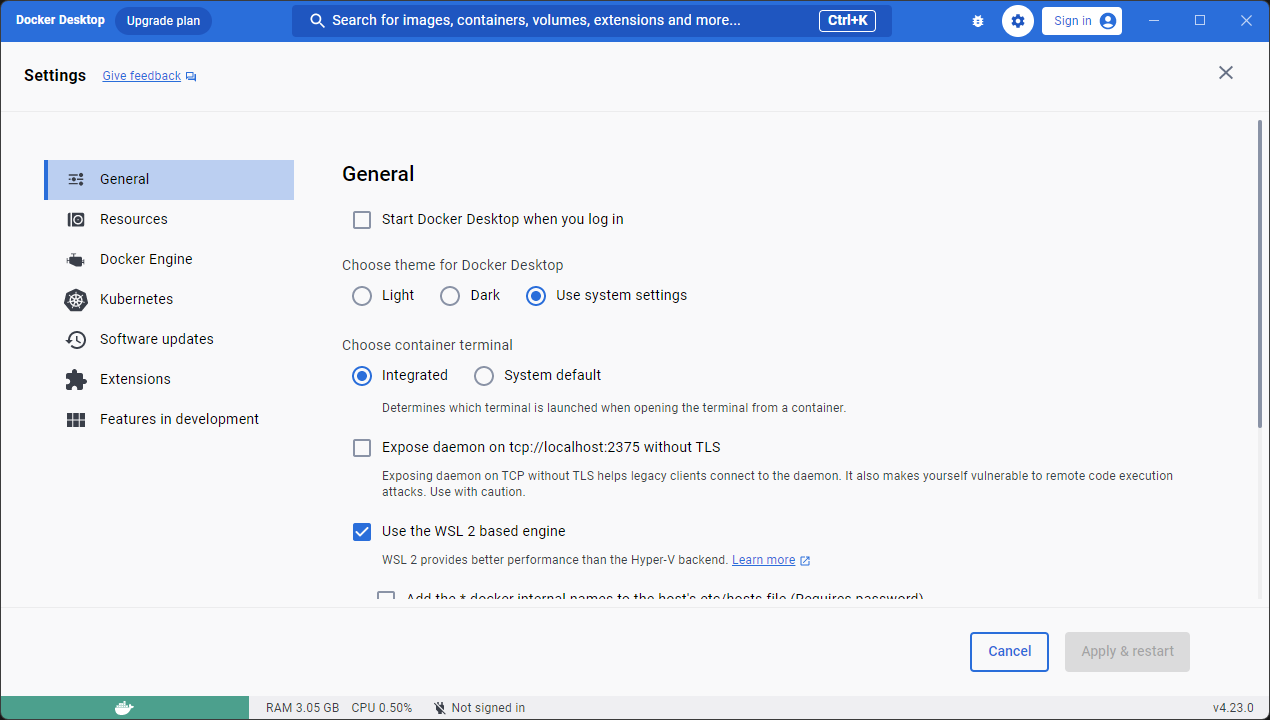 Docker Desktop Upgrade plan Search for images, containers, volumes, extensions and more... Ctrl+K Sign in
Settings Give feedback
General
Resources
Docker Engine
Kubernetes
Software updates
Extensions
Features in development
General
Start Docker Desktop when you log in
Choose theme for Docker Desktop
Light Dark Use system settings
Choose container terminal
Integrated System default
Determines which terminal is launched when opening the terminal from a container.
Expose daemon on tcp://localhost:2375 without TLS
Exposing daemon on TCP without TLS helps legacy clients connect to the daemon. It also makes yourself vulnerable to remote code execution
attacks. Use with caution.
Use the WSL 2 based engine
WSL 2 provides better performance than the Hyper-V backend. Learn more
Add the *.docker.internal names to the host's etc/hosts file (Requires password)
Cancel Apply & restart
RAM 3.05 GB CPU 0.50% Not signed in v4.23.0